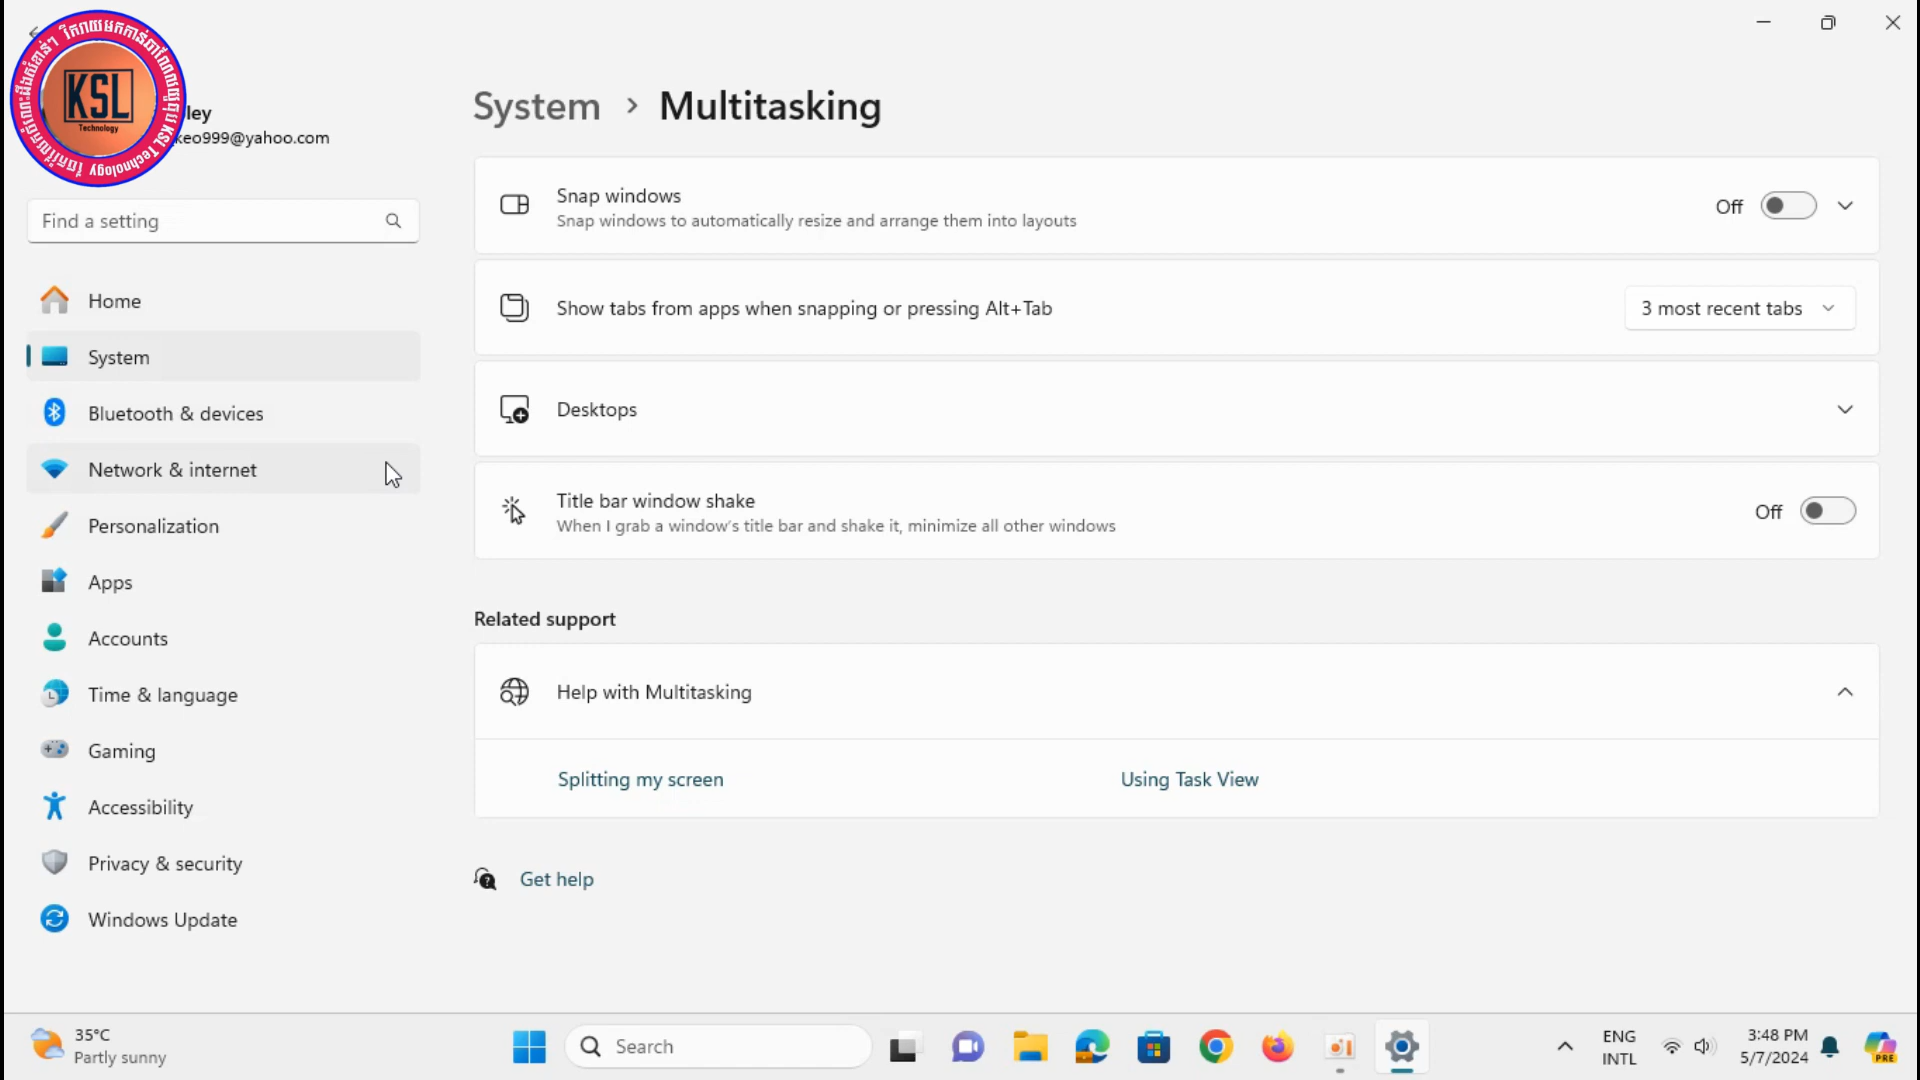 KSL
Technology
KSL Technology
ley
keo999@yahoo.com
Find a setting
Home
System
Bluetooth & devices
Network & internet
Personalization
Apps
Accounts
Time & language
Gaming
Accessibility
Privacy & security
Windows Update
System > Multitasking
Snap windows
Snap windows to automatically resize and arrange them into layouts
Off
Show tabs from apps when snapping or pressing Alt+Tab
3 most recent tabs
Desktops
Title bar window shake
When I grab a window's title bar and shake it, minimize all other windows
Off
Related support
Help with Multitasking
Splitting my screen
Using Task View
Get help
35°C
Partly sunny
Search
ENG
INTL
3:48 PM
5/7/2024
PRE